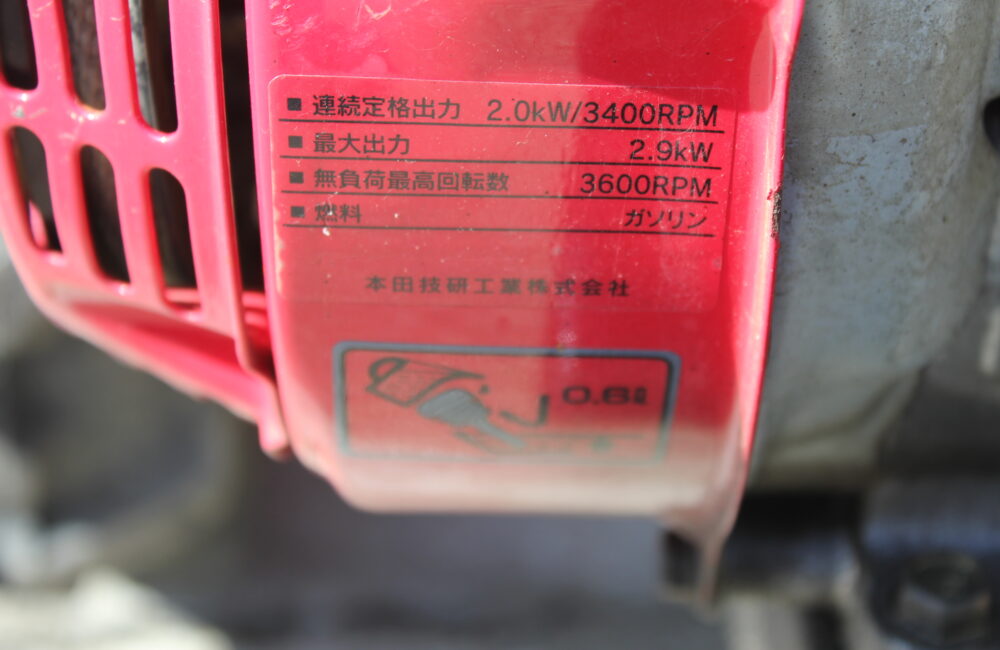 ■ 連続定格出力 2.0kW/3400RPM
■ 最大出力 2.9kW
■ 無負荷最高回転数 3600RPM
■ 燃料 ガソリン
本田技研工業株式会社
0.6ℓ